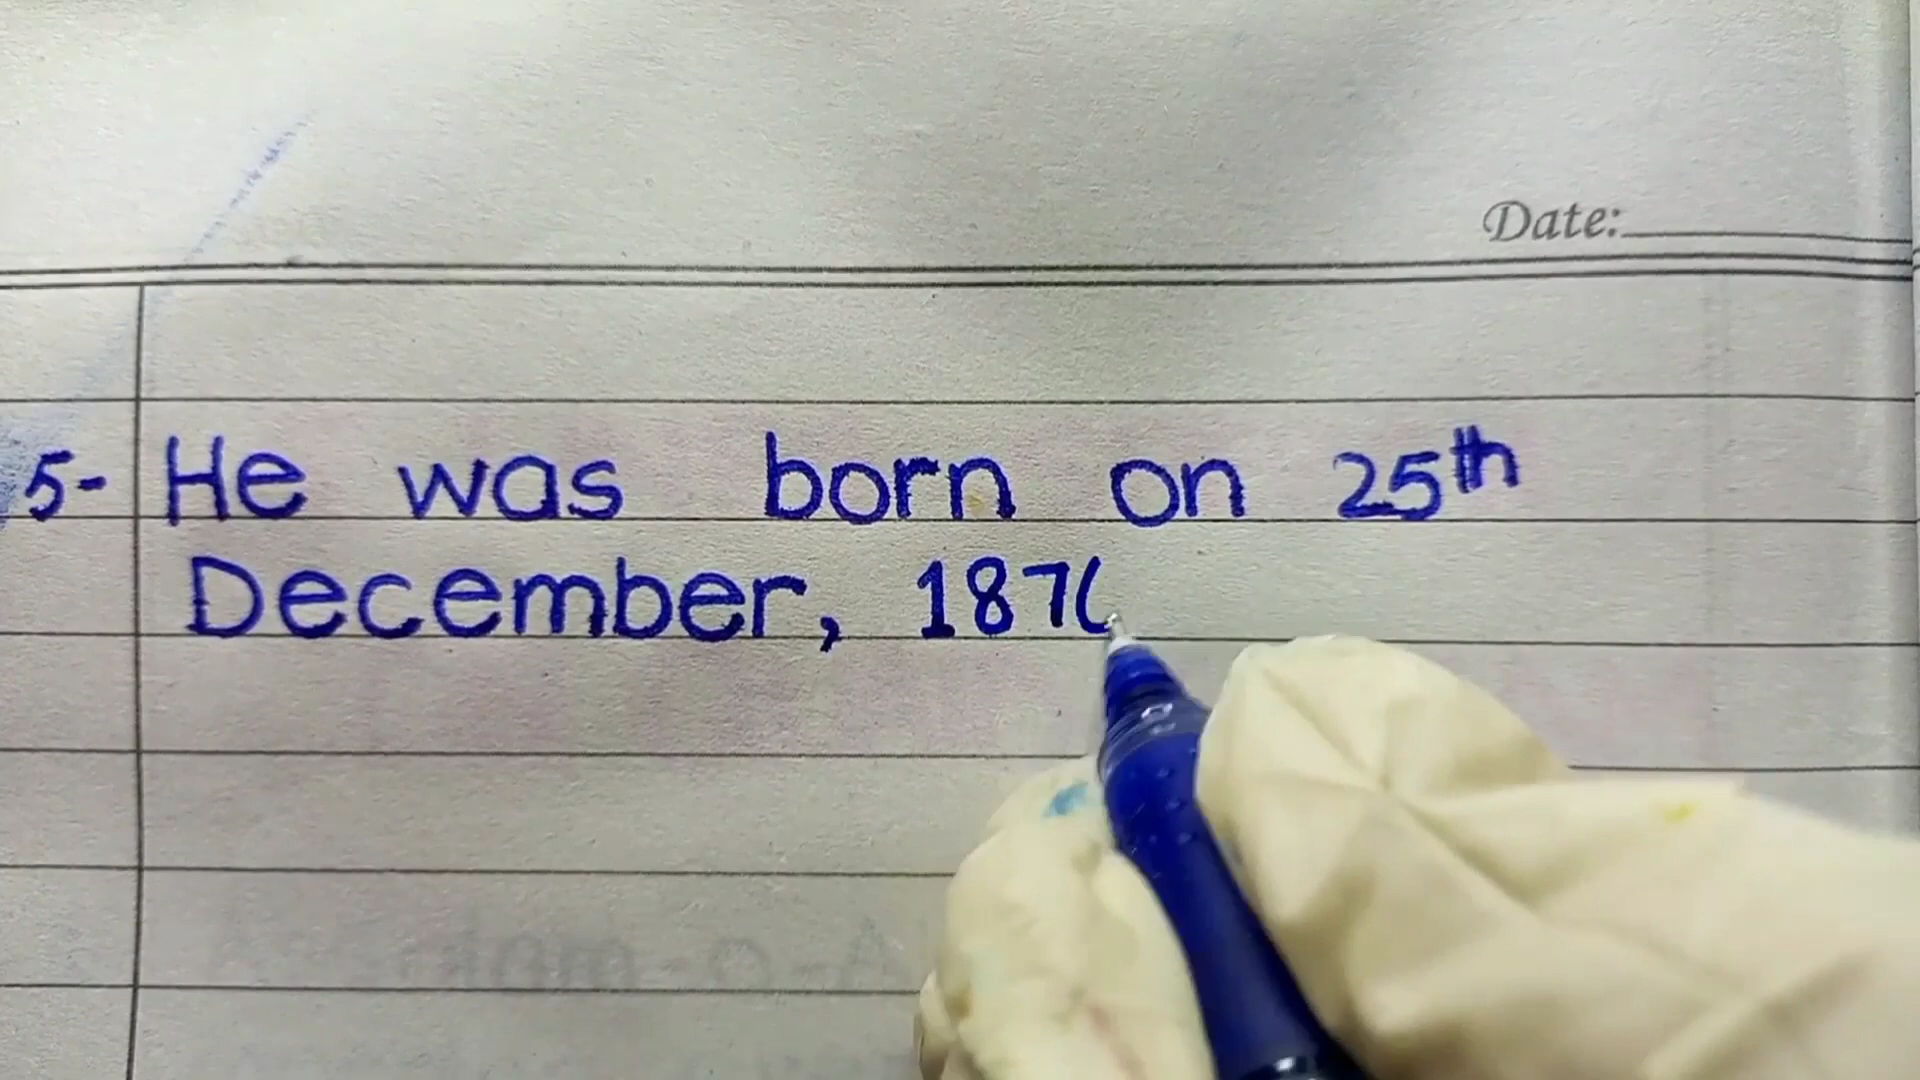 Date:
5- He was born on 25th
December, 187